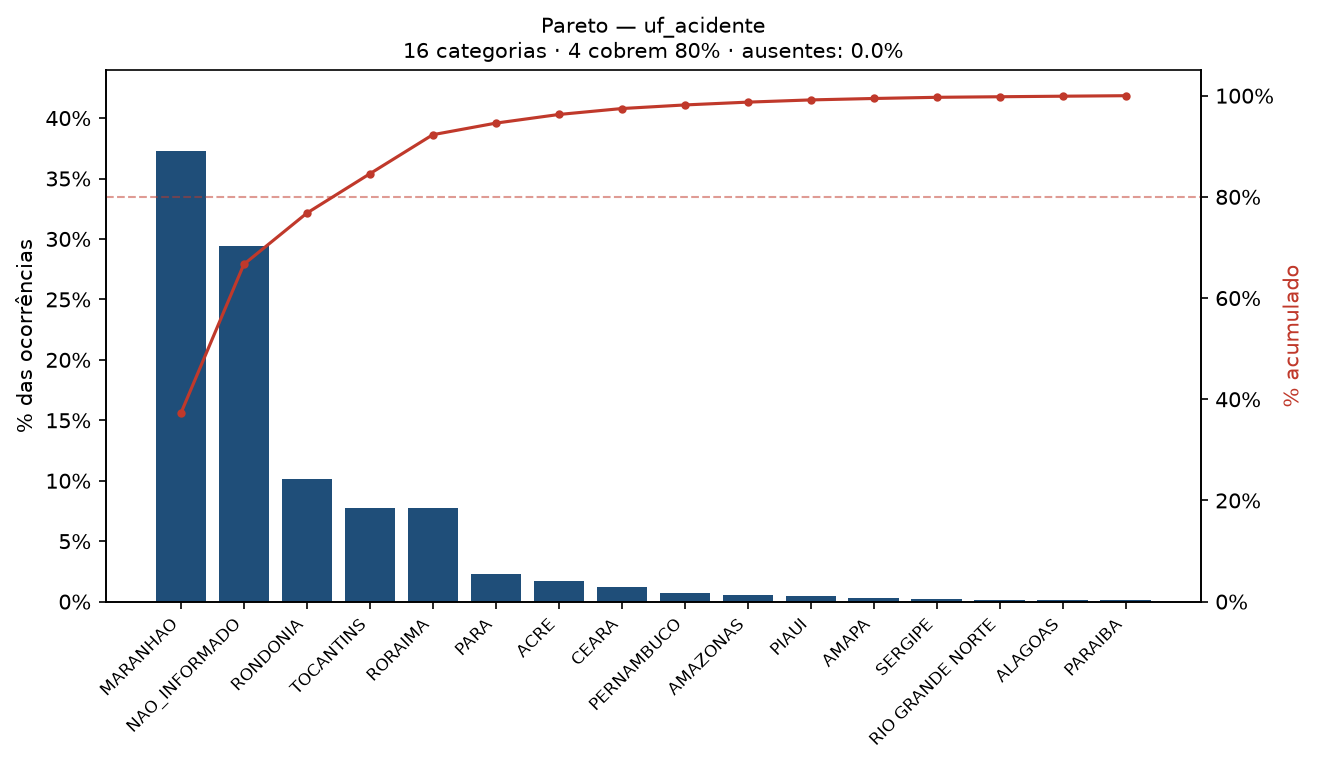 Pareto — uf_acidente
16 categorias · 4 cobrem 80% · ausentes: 0.0%
% das ocorrências
40%
35%
30%
25%
20%
15%
10%
5%
0%
100%
80%
60%
40%
20%
0%
% acumulado
MARANHAO
NAO_INFORMADO
RONDONIA
TOCANTINS
RORAIMA
PARA
ACRE
CEARA
PERNAMBUCO
AMAZONAS
PIAUI
AMAPA
SERGIPE
RIO GRANDE NORTE
ALAGOAS
PARAIBA